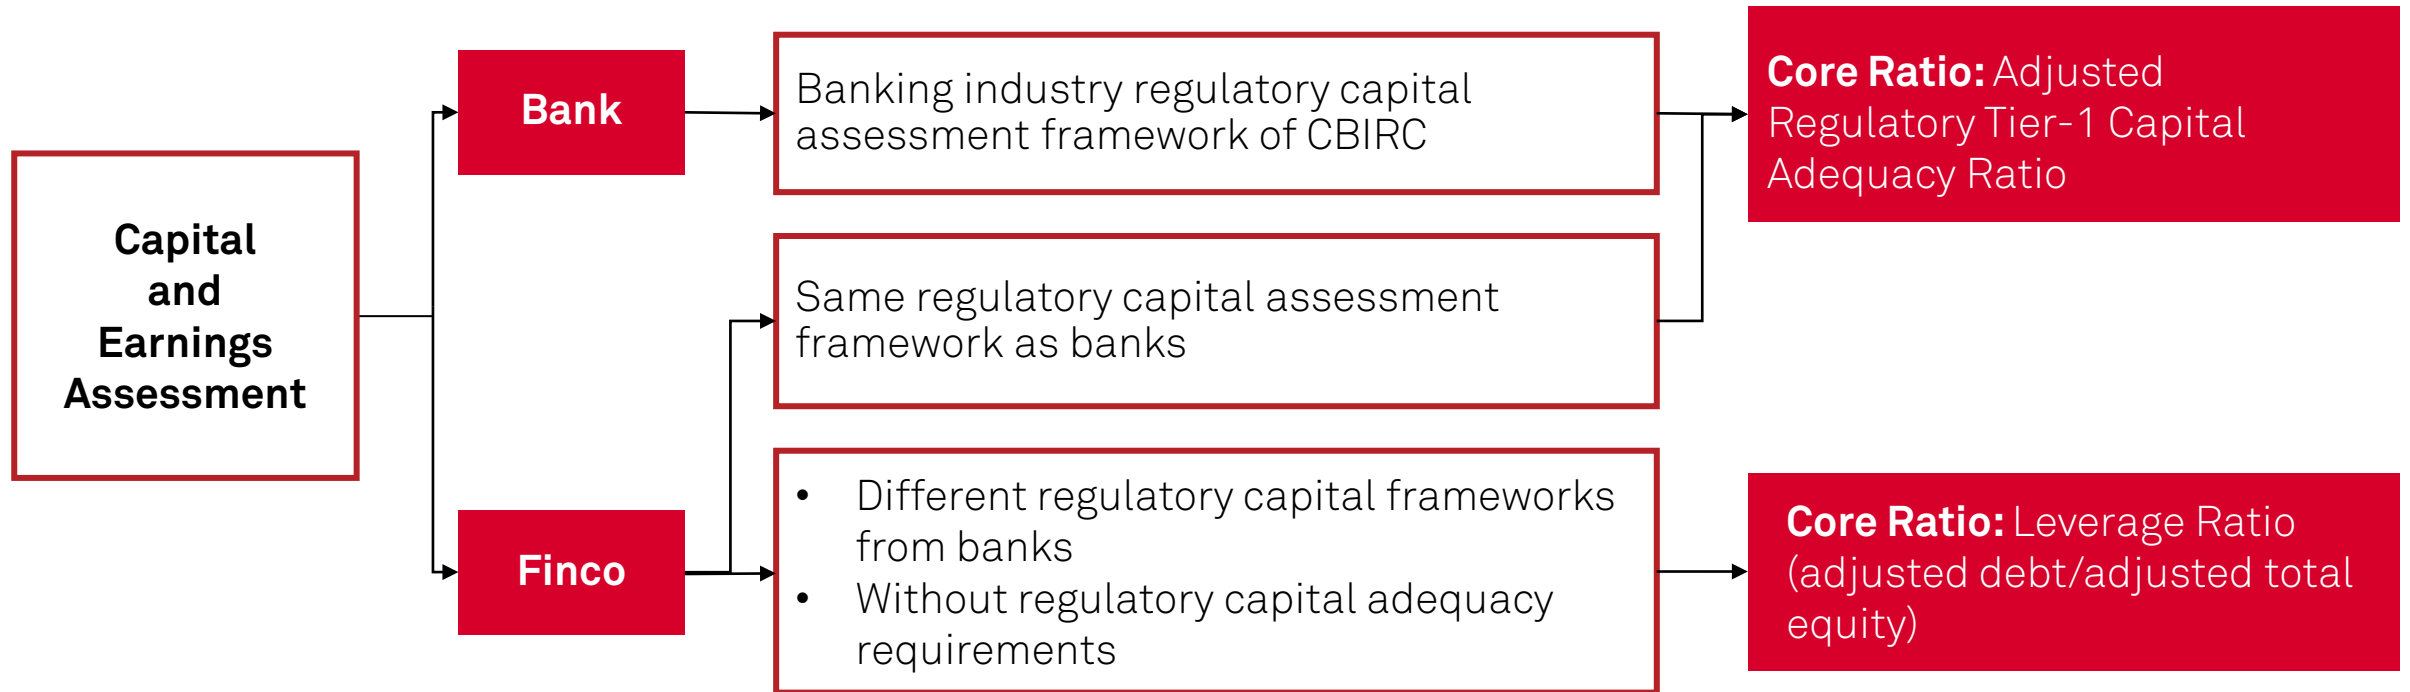 Capital
and
Earnings
Assessment
Bank
Banking industry regulatory capital
assessment framework of CBIRC
Core Ratio: Adjusted
Regulatory Tier-1 Capital
Adequacy Ratio
Same regulatory capital assessment
framework as banks
Finco
• Different regulatory capital frameworks
from banks
• Without regulatory capital adequacy
requirements
Core Ratio: Leverage Ratio
(adjusted debt/adjusted total
equity)